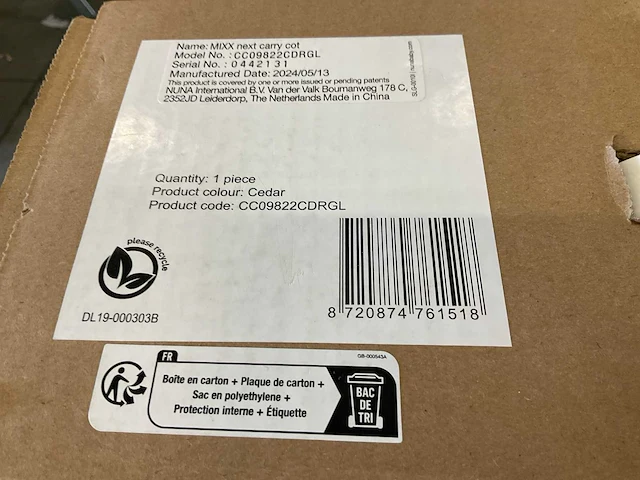 Name: MIXX next carry cot
Model No. : CC09822CDRGL
Serial No. : 0442131
Manufactured Date: 2024/05/13
This product is covered by one or more issued or pending patents
NUNA International B.V. Van der Valk Boumanweg 178 C,
2352JD Leiderdorp, The Netherlands Made in China
nunababy.com
Quantity: 1 piece
Product colour: Cedar
Product code: CC09822CDRGL
please recycle
DL19-000303B
8 720874 761518
FR
GB-000543A
Boîte en carton + Plaque de carton +
Sac en polyethylene +
Protection interne + Étiquette
BAC
DE
TRI